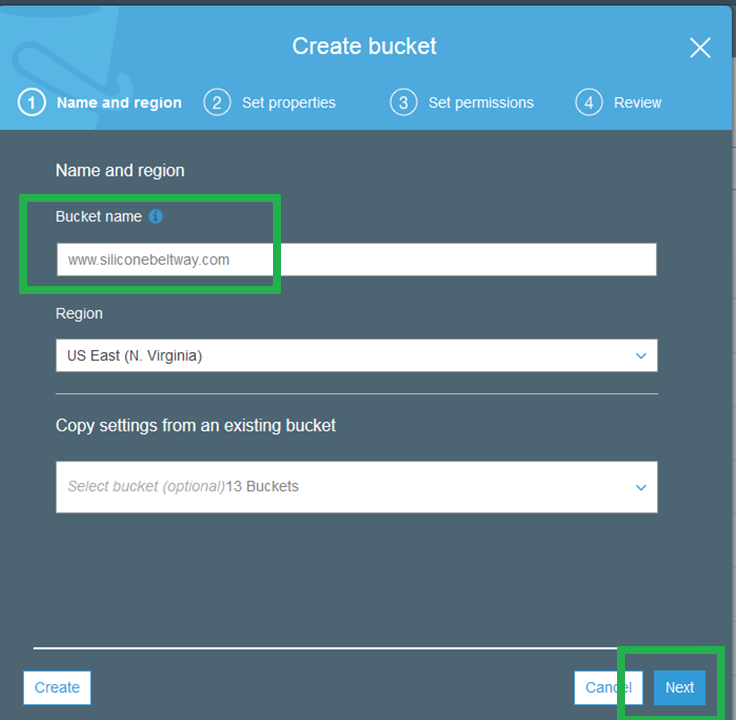 Create bucket
1 Name and region 2 Set properties 3 Set permissions 4 Review
Name and region
Bucket name
www.siliconebeltway.com
Region
US East (N. Virginia)
Copy settings from an existing bucket
Select bucket (optional)13 Buckets
Create Cancel Next